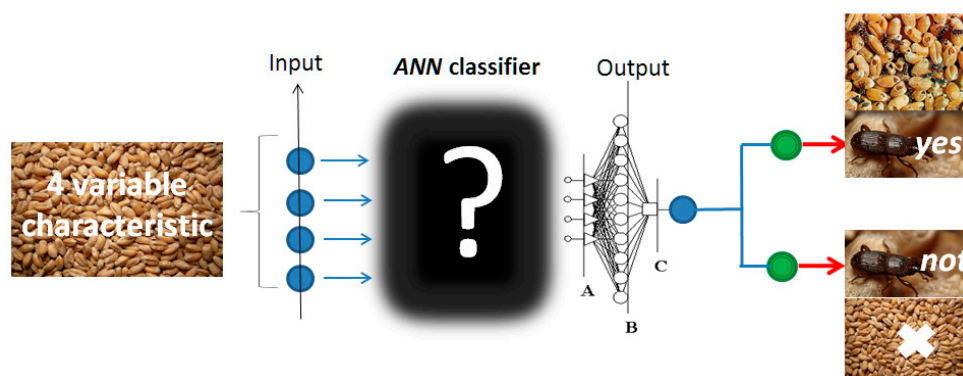 Input
ANN classifier
Output
4 variable
characteristic
?
A
B
C
yes
not